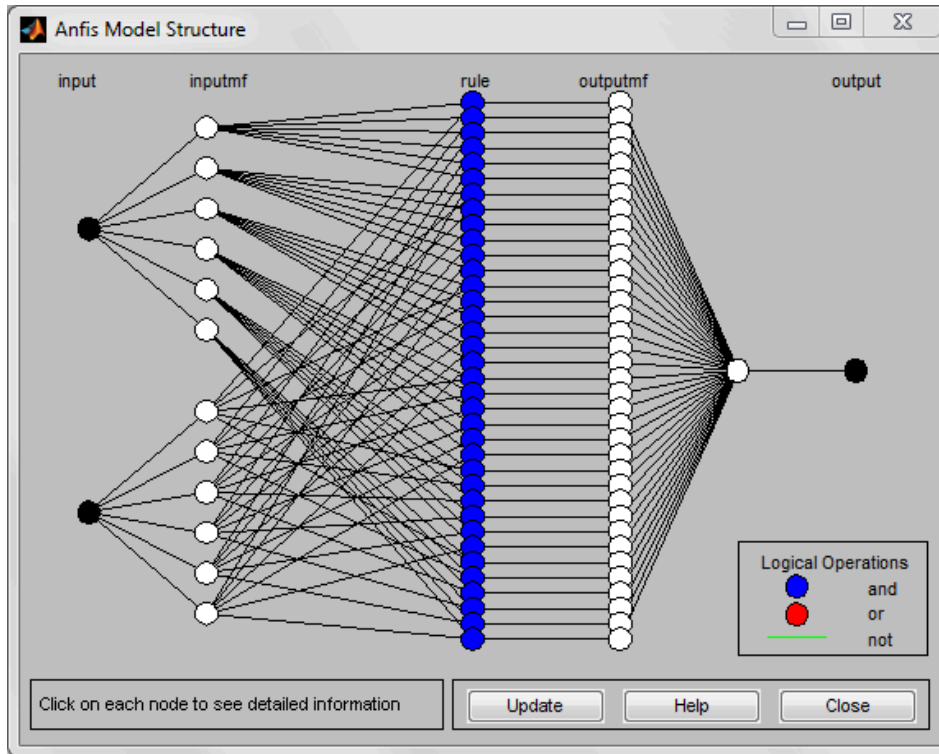 Anfis Model Structure
input inputmf rule outputmf output
Logical Operations
and
or
not
Click on each node to see detailed information
Update Help Close